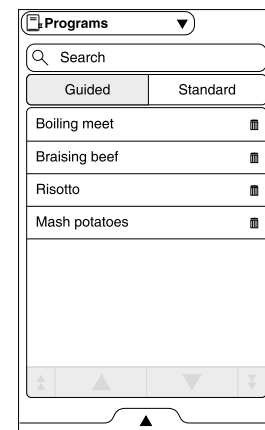 Programs
Search
Guided Standard
Boiling meet
Braising beef
Risotto
Mash potatoes